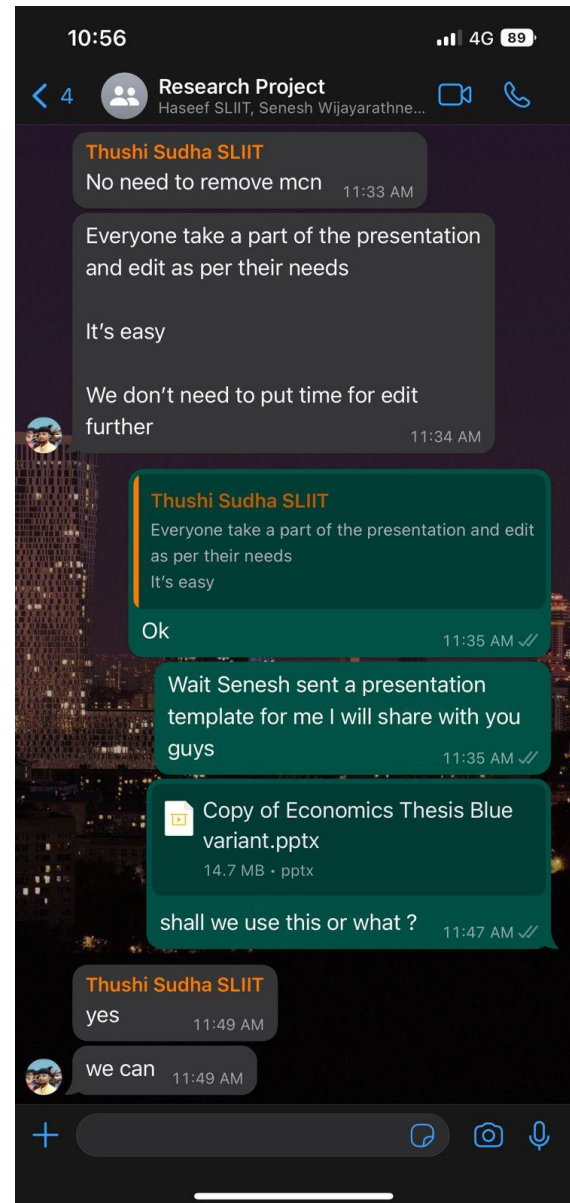 10:56
4G 89
4
Research Project
Haseef SLIIT, Senesh Wijayarathne...
Thushi Sudha SLIIT
No need to remove mcn
11:33 AM
Everyone take a part of the presentation
and edit as per their needs
It's easy
We don't need to put time for edit
further
11:34 AM
Thushi Sudha SLIIT
Everyone take a part of the presentation and edit
as per their needs
It's easy
Ok
11:35 AM
Wait Senesh sent a presentation
template for me I will share with you
guys
11:35 AM
Copy of Economics Thesis Blue
variant.pptx
14.7 MB • pptx
shall we use this or what ?
11:47 AM
Thushi Sudha SLIIT
yes
11:49 AM
we can
11:49 AM